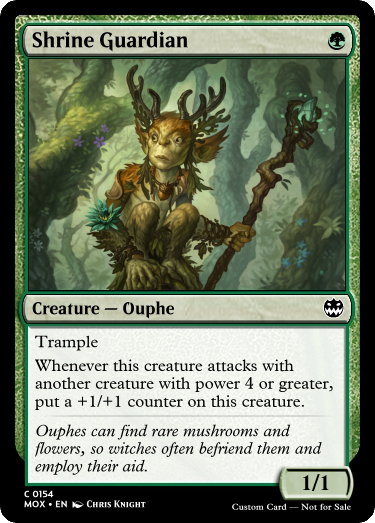 Shrine Guardian
Creature — Ouphe
Trample
Whenever this creature attacks with
another creature with power 4 or greater,
put a +1/+1 counter on this creature.
Ouphes can find rare mushrooms and
flowers, so witches often befriend them and
employ their aid.
1/1
C 0154
MOX • EN Chris Knight
Custom Card — Not for Sale